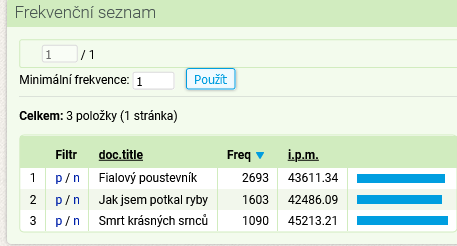 Frekvenční seznam
1 / 1
Minimální frekvence: 1 Použít
Celkem: 3 položky (1 stránka)
Filtr doc.title Freq ▼ i.p.m.
1 p / n Fialový poustevník 2693 43611.34
2 p / n Jak jsem potkal ryby 1603 42486.09
3 p / n Smrt krásných srnců 1090 45213.21